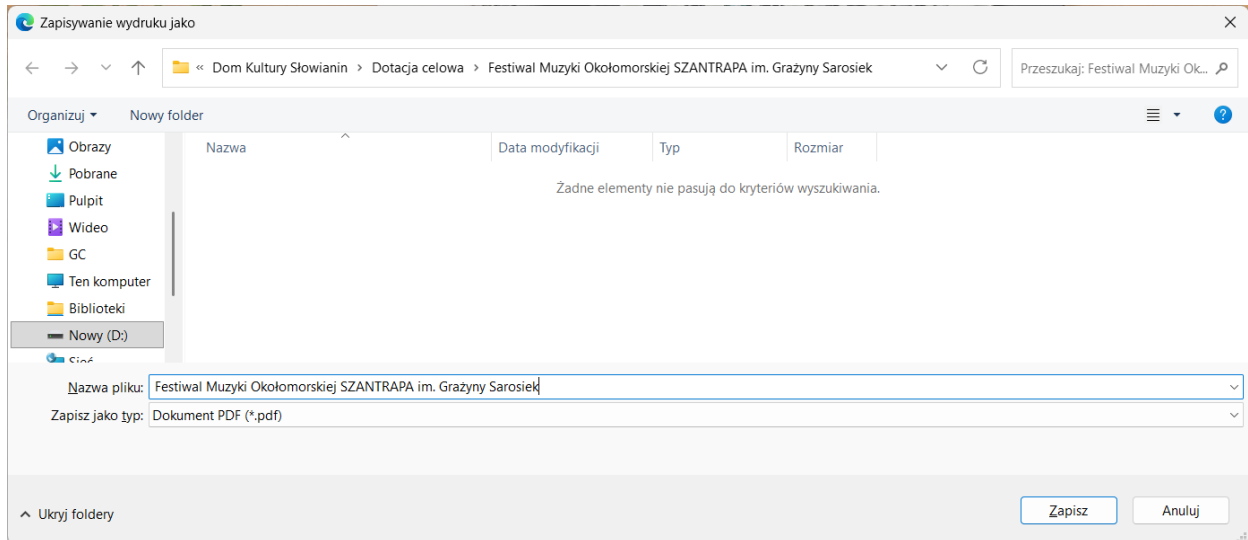 Zapisywanie wydruku jako
« Dom Kultury Słowianin > Dotacja celowa > Festiwal Muzyki Okołomorskiej SZANTRAPA im. Grażyny Sarosiek
Przeszukaj: Festiwal Muzyki Ok...
Organizuj Nowy folder
Nazwa Data modyfikacji Typ Rozmiar
Żadne elementy nie pasują do kryteriów wyszukiwania.
Obrazy
Pobrane
Pulpit
Wideo
GC
Ten komputer
Biblioteki
Nowy (D:)
Sieć
Nazwa pliku: Festiwal Muzyki Okołomorskiej SZANTRAPA im. Grażyny Sarosiek
Zapisz jako typ: Dokument PDF (*.pdf)
Ukryj foldery
Zapisz Anuluj